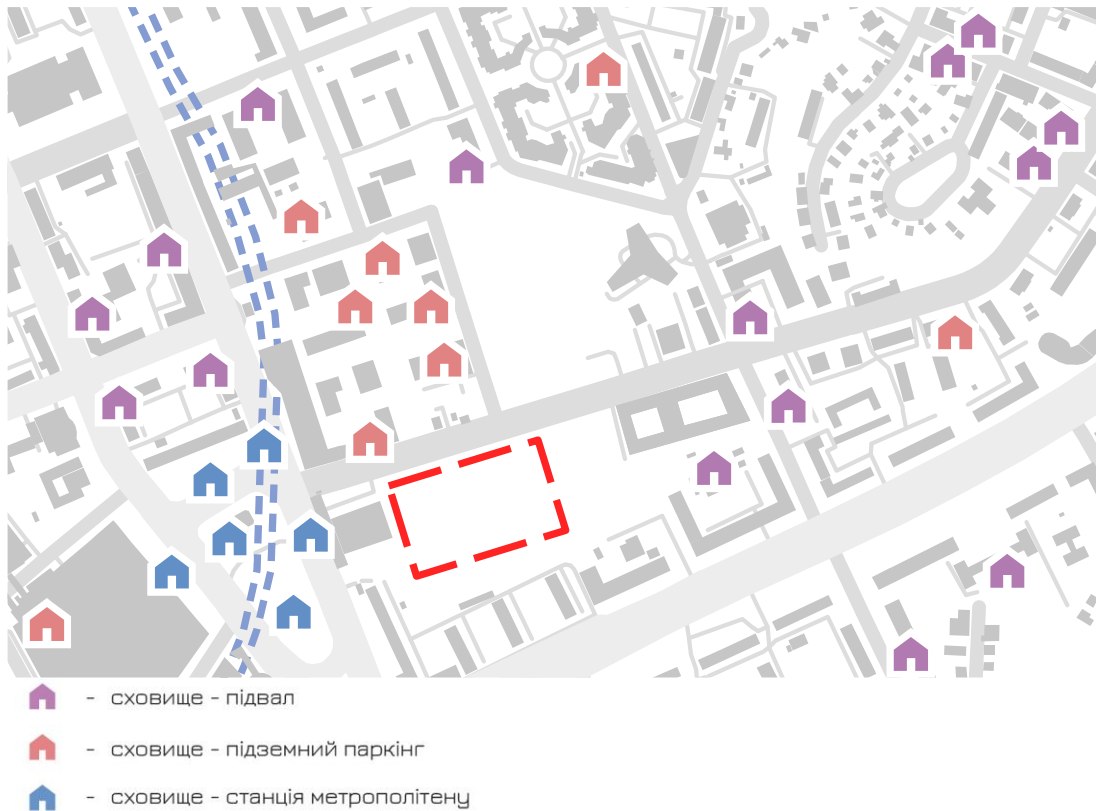 - сховище - підвал
- сховище - підземний паркінг
- сховище - станція метрополітену